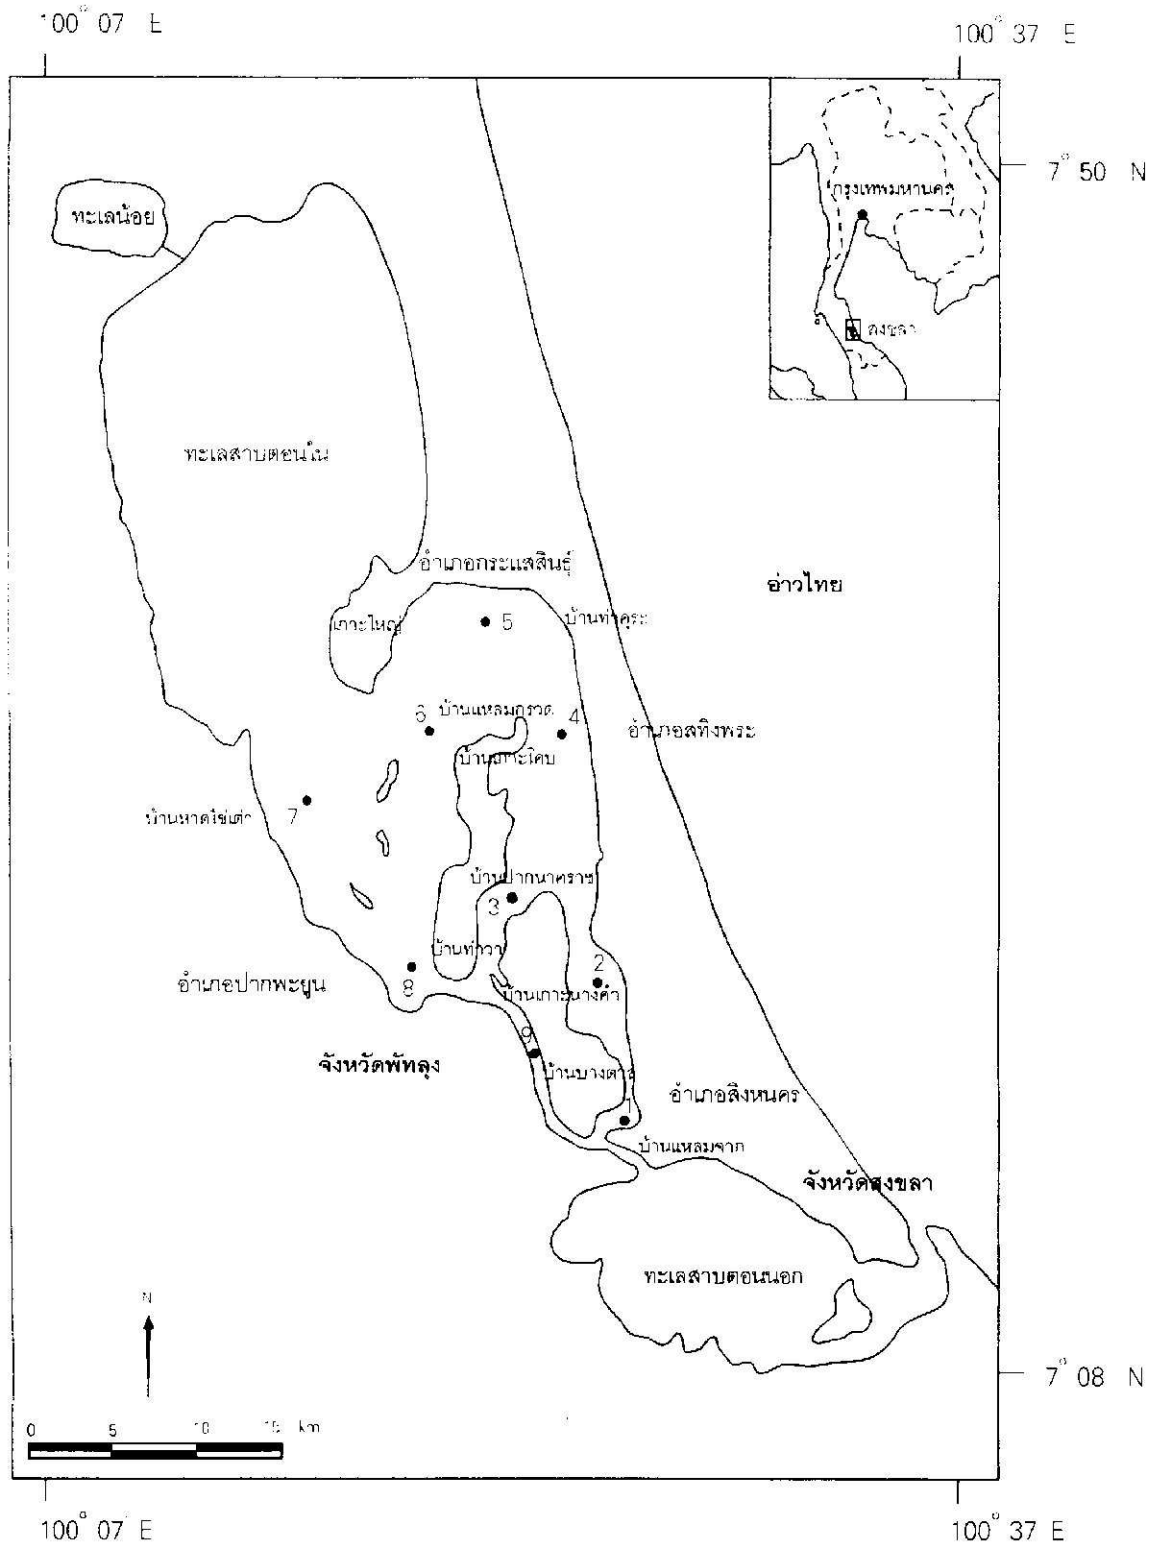 100° 07' E
100° 37' E
7° 50' N
ทะเลน้อย
กรุงเทพมหานคร
สงขลา
ทะเลสาบตอนใน
อำเภอกระแสสินธุ์
อ่าวไทย
เกาะใหญ่
5
บ้านท่าคุระ
6
บ้านแหลมกรวด
4
อำเภอสทิงพระ
บ้านเกาะโคบ
7
บ้านหาดไข่เต่า
บ้านปากนาคราช
3
บ้านท่าวา
2
อำเภอปากพะยูน
8
บ้านเกาะนางคำ
9
จังหวัดพัทลุง
บ้านบางตาล
อำเภอสิงหนคร
1
บ้านแหลมจาก
จังหวัดสงขลา
ทะเลสาบตอนนอก
N
7° 08' N
0 5 10 15 km
100° 07' E
100° 37' E